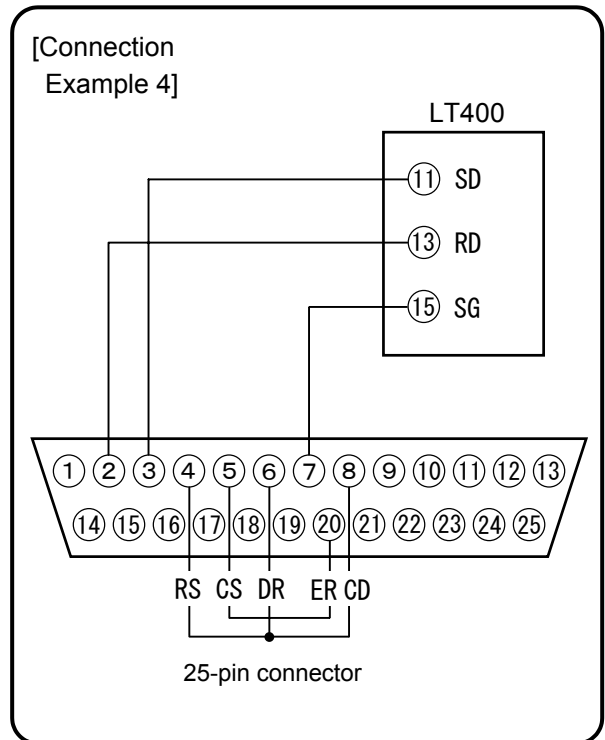 [Connection
Example 4]
LT400
⑪ SD
⑬ RD
⑮ SG
① ② ③ ④ ⑤ ⑥ ⑦ ⑧ ⑨ ⑩ ⑪ ⑫ ⑬
⑭ ⑮ ⑯ ⑰ ⑱ ⑲ ⑳ ㉑ ㉒ ㉓ ㉔ ㉕
RS CS DR ER CD
25-pin connector